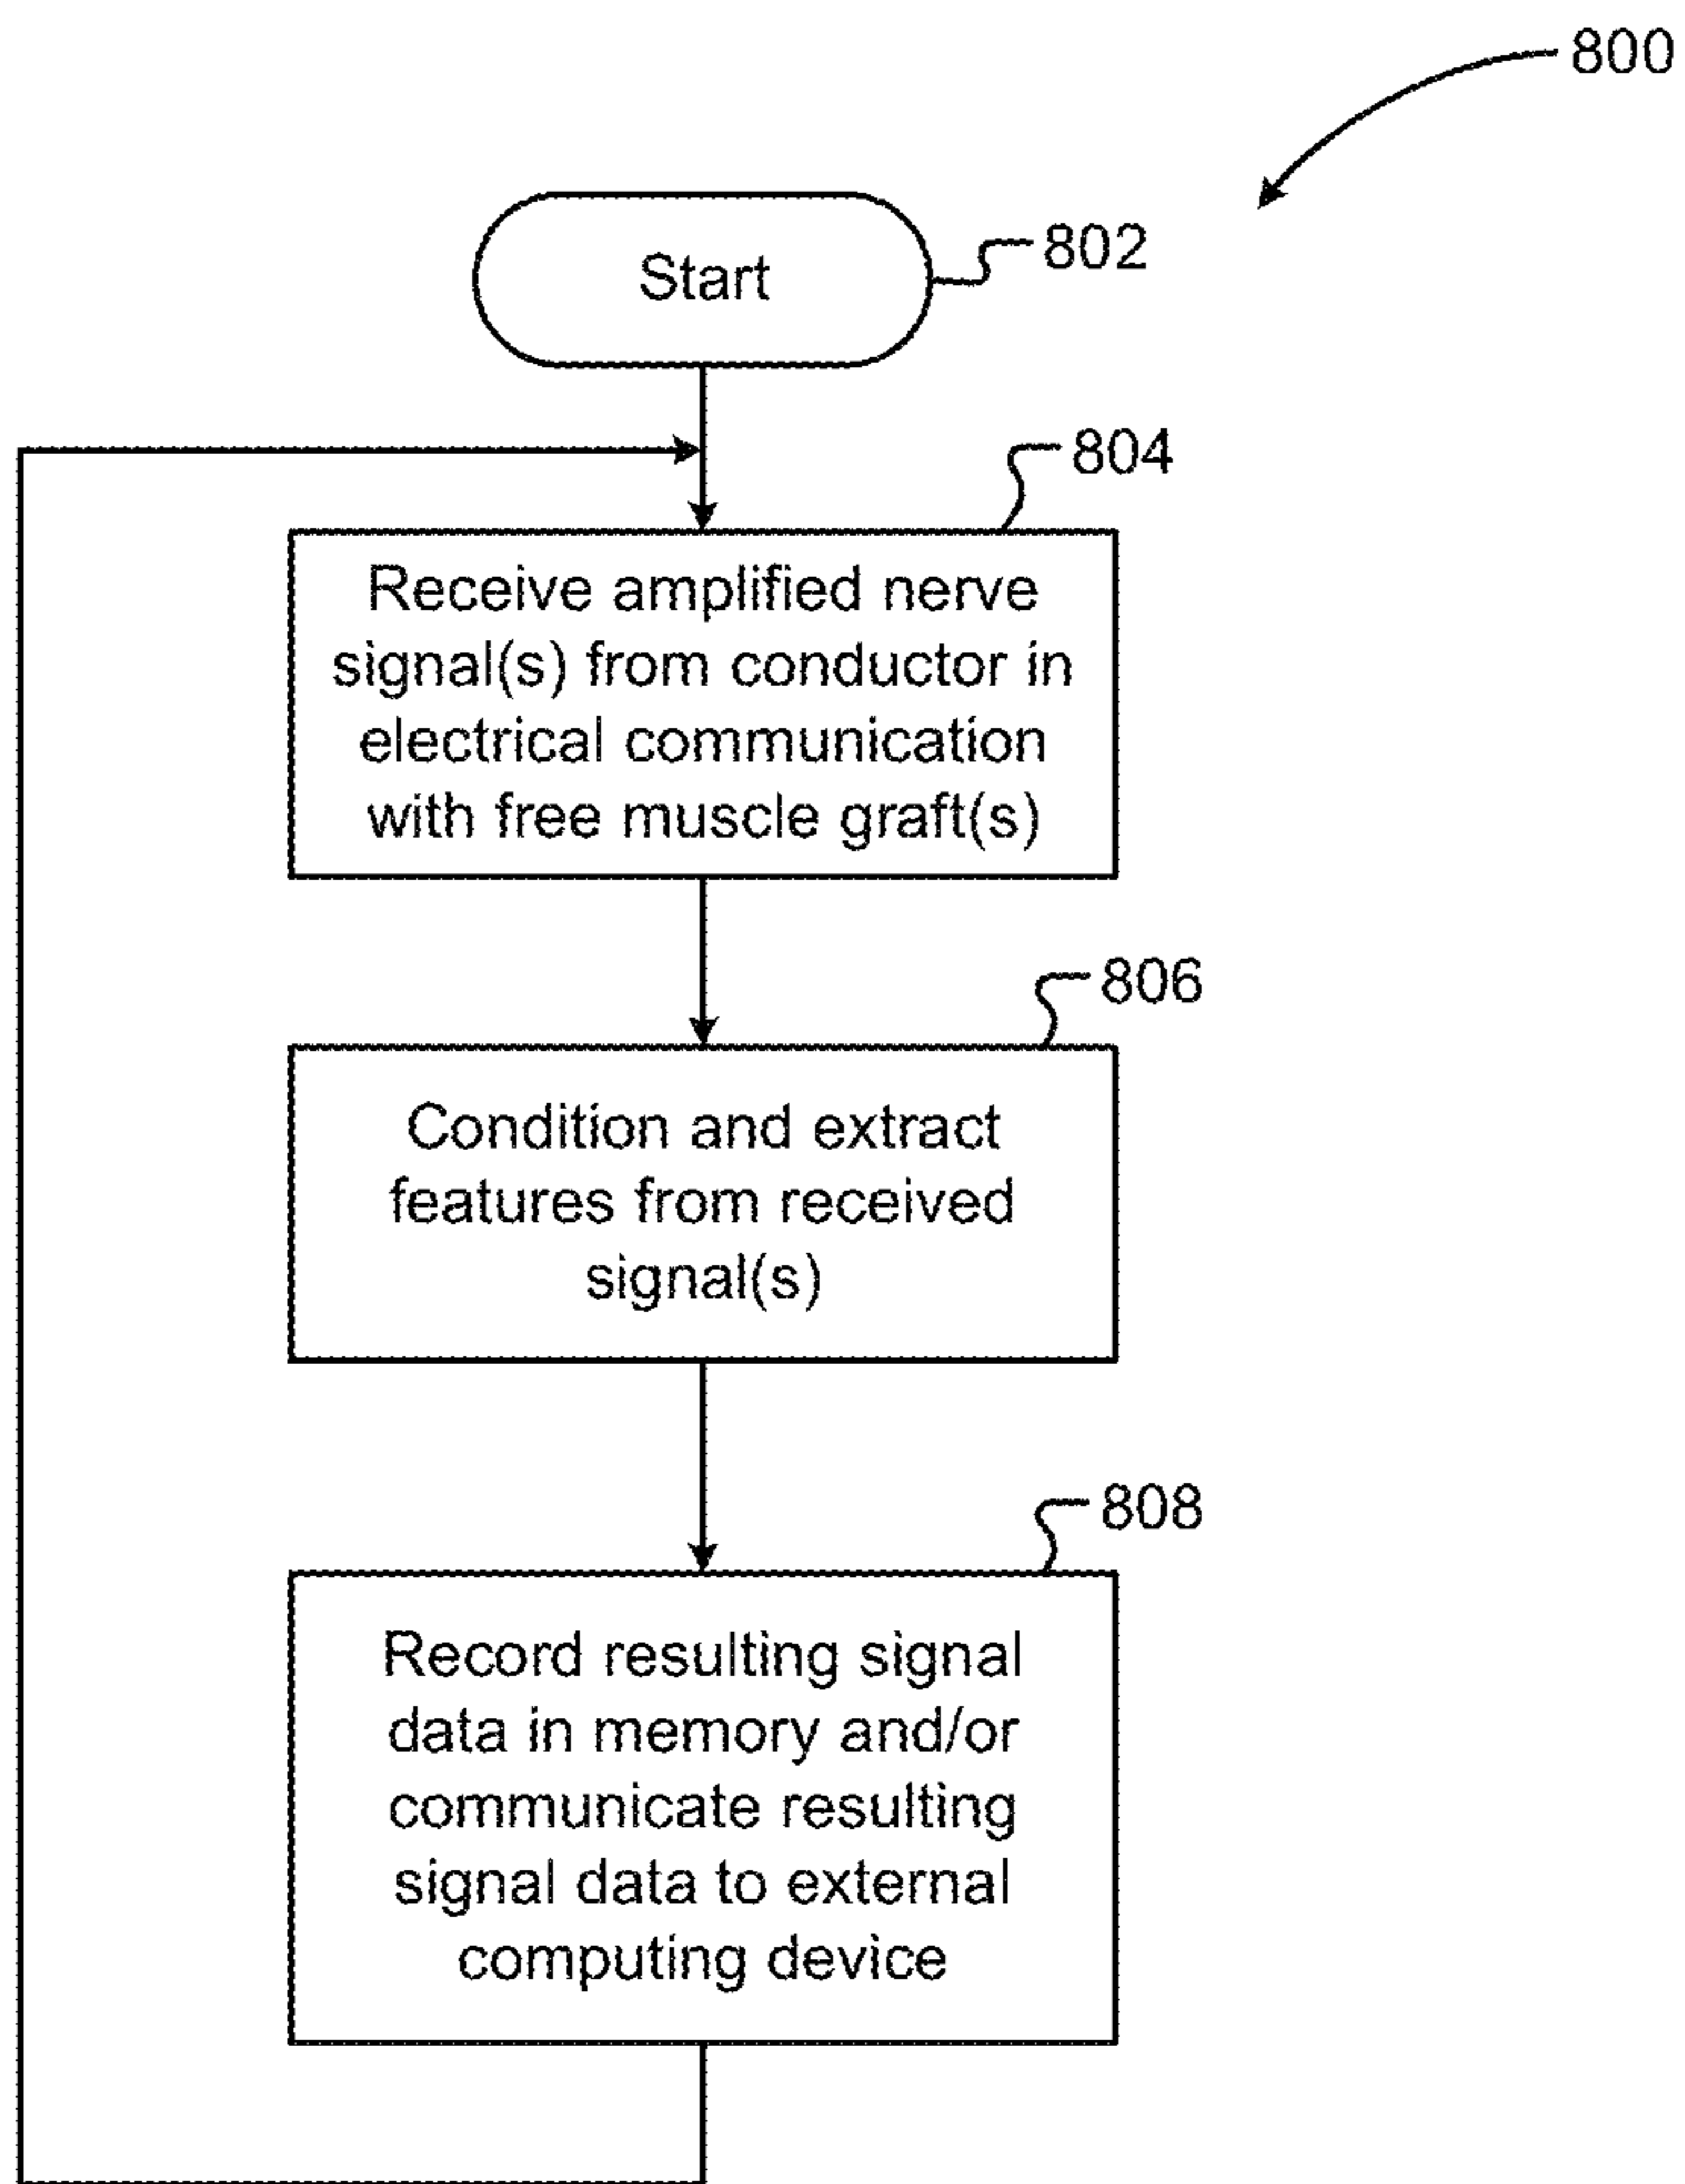 800
Start
802
804
Receive amplified nerve
signal(s) from conductor in
electrical communication
with free muscle graft(s)
806
Condition and extract
features from received
signal(s)
808
Record resulting signal
data in memory and/or
communicate resulting
signal data to external
computing device